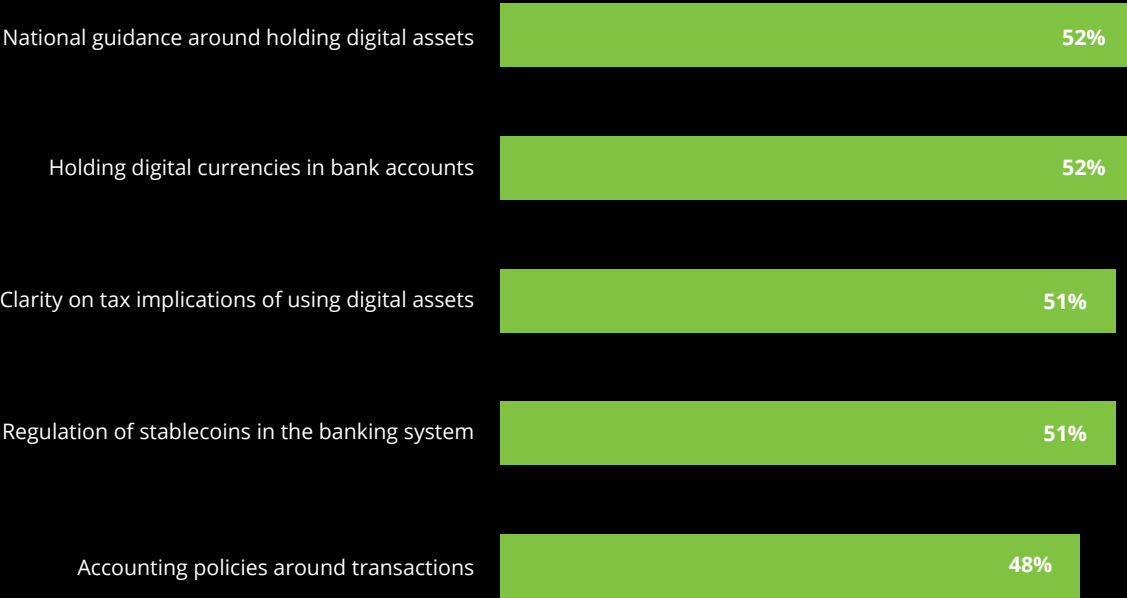 National guidance around holding digital assets 52%
Holding digital currencies in bank accounts 52%
Clarity on tax implications of using digital assets 51%
Regulation of stablecoins in the banking system 51%
Accounting policies around transactions 48%